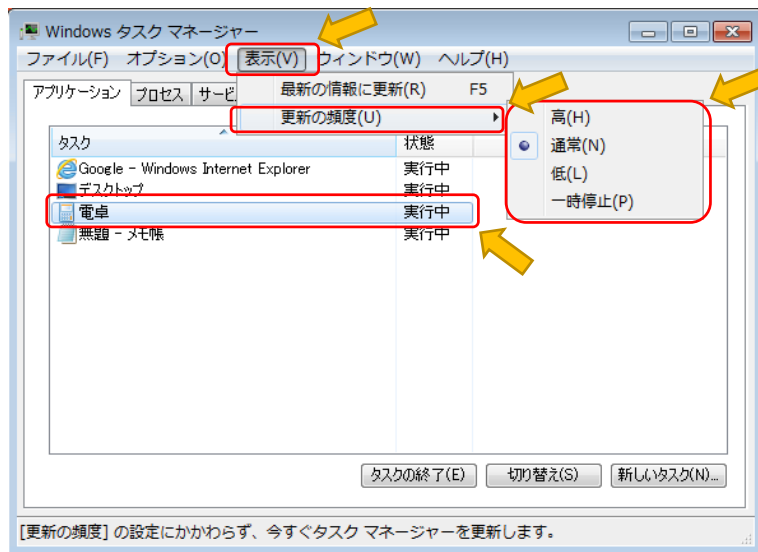 Windows タスク マネージャー
ファイル(F) オプション(O) 表示(V) ウィンドウ(W) ヘルプ(H)
最新の情報に更新(R) F5
アプリケーション プロセス サービ
更新の頻度(U)
高(H)
通常(N)
低(L)
一時停止(P)
タスク 状態
Google - Windows Internet Explorer 実行中
デスクトップ 実行中
電卓 実行中
無題 - メモ帳 実行中
タスクの終了(E) 切り替え(S) 新しいタスク(N)...
[更新の頻度] の設定にかかわらず、今すぐタスク マネージャーを更新します。